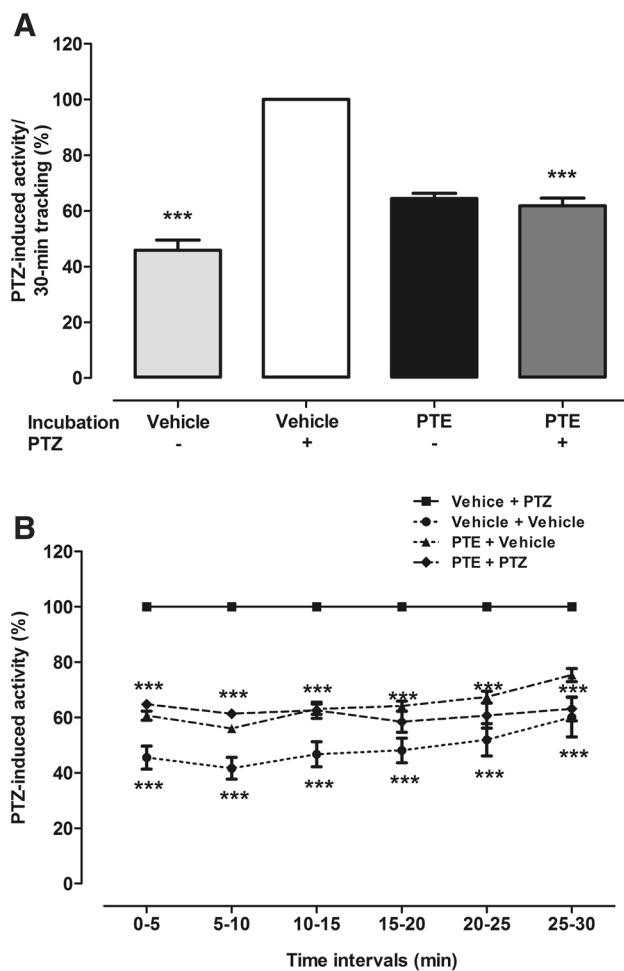 A
PTZ-induced activity/
30-min tracking (%)
120
100
80
60
40
20
0
***
***
Incubation Vehicle Vehicle PTE PTE
PTZ - + - +
B
Vehice + PTZ
Vehicle + Vehicle
PTE + Vehicle
PTE + PTZ
PTZ-induced activity (%)
120
100
80
60
40
20
0
*** *** *** *** *** ***
*** *** *** *** *** ***
0-5 5-10 10-15 15-20 20-25 25-30
Time intervals (min)